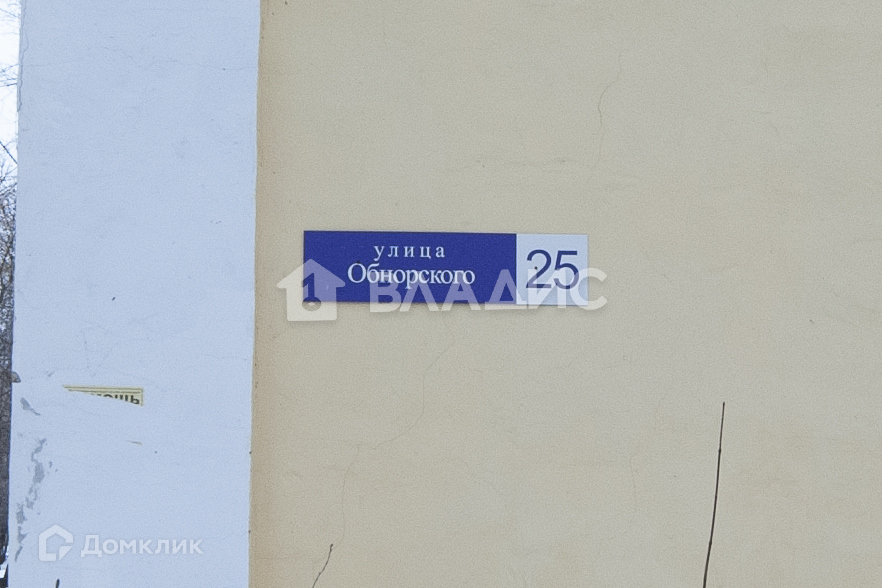 улица
Обнорского
25
ВЛАДИС
Домклик